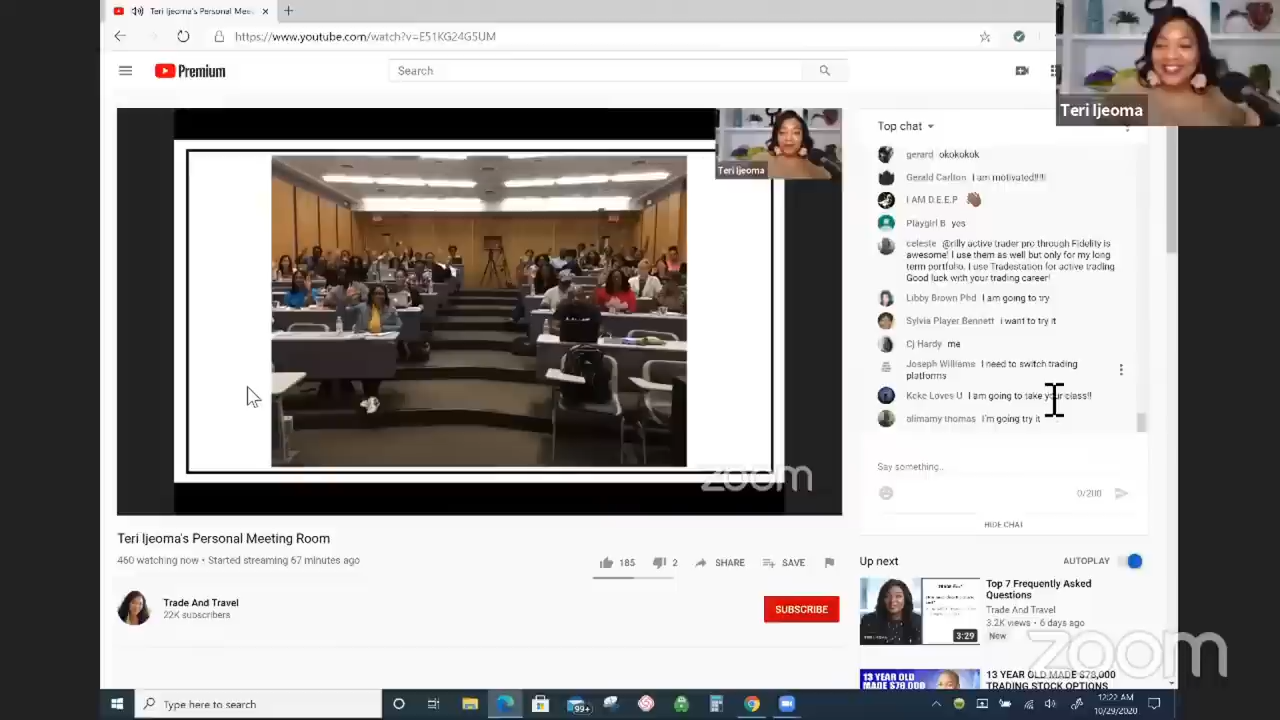 Teri Ijeoma's Personal Mee
https://www.youtube.com/watch?v=E51KG24G5UM
Premium
Search
Teri Ijeoma
Teri Ijeoma
zoom
Top chat
gerard okokokok
Gerald Carlton I am motivated!!!!!
I AM D.E.E.P
Playgirl B yes
celeste @rilly active trader pro through Fidelity is
awesome! I use them as well but only for my long
term portfolio. I use Tradestation for active trading.
Good luck with your trading career!
Libby Brown Phd I am going to try
Sylvia Player Bennett i want to try it
Cj Hardy me
Joseph Williams I need to switch trading
platforms
Keke Loves U I am going to take your class!!
olimamy thomas I'm going try it
Say something..
0/200
HIDE CHAT
Teri Ijeoma's Personal Meeting Room
460 watching now • Started streaming 67 minutes ago
185
2
SHARE
SAVE
Trade And Travel
22K subscribers
SUBSCRIBE
Up next
AUTOPLAY
Top 7 Frequently Asked
Questions
Trade And Travel
3.2K views • 6 days ago
New
3:29
13 YEAR OLD
MADE $78,000
13 YEAR OLD MADE $78,000
TRADING STOCK OPTIONS
zoom
Type here to search
99+
12:22 AM
10/29/2020